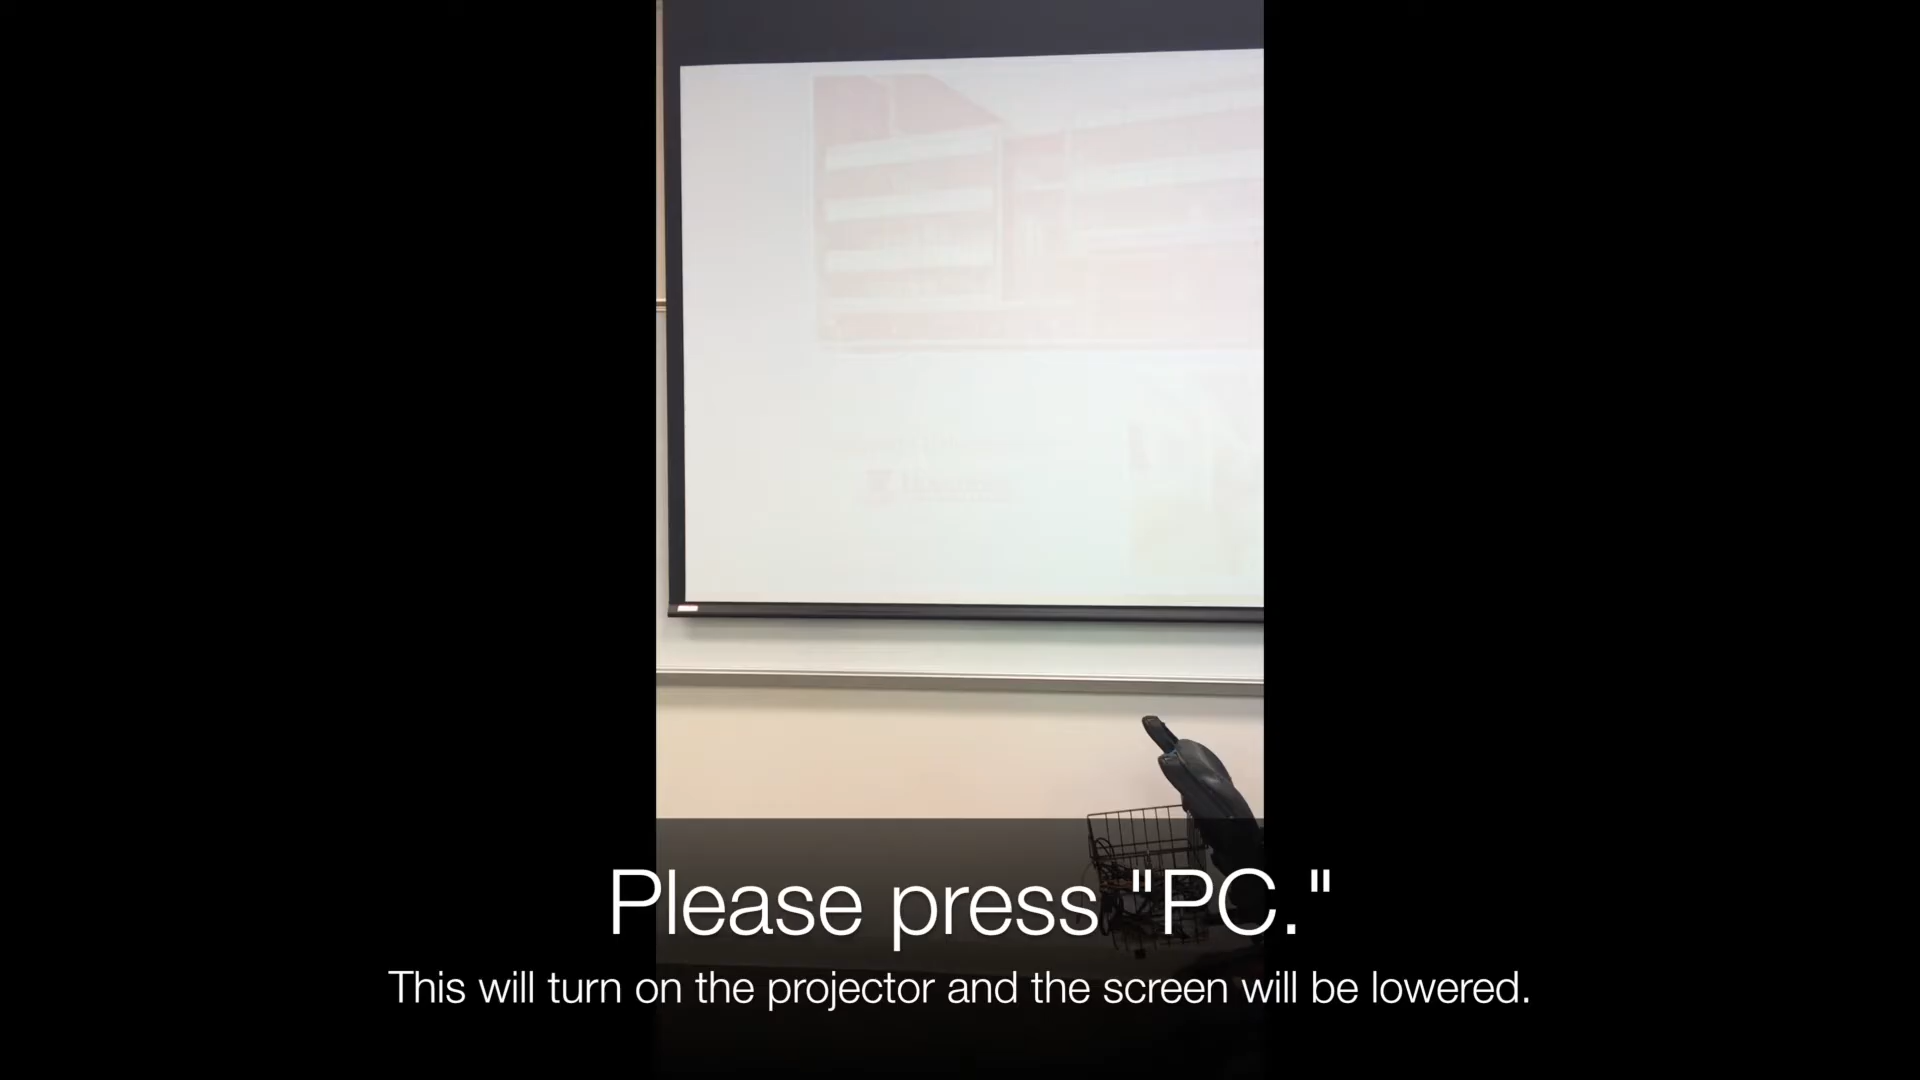 Please press "PC."
This will turn on the projector and the screen will be lowered.